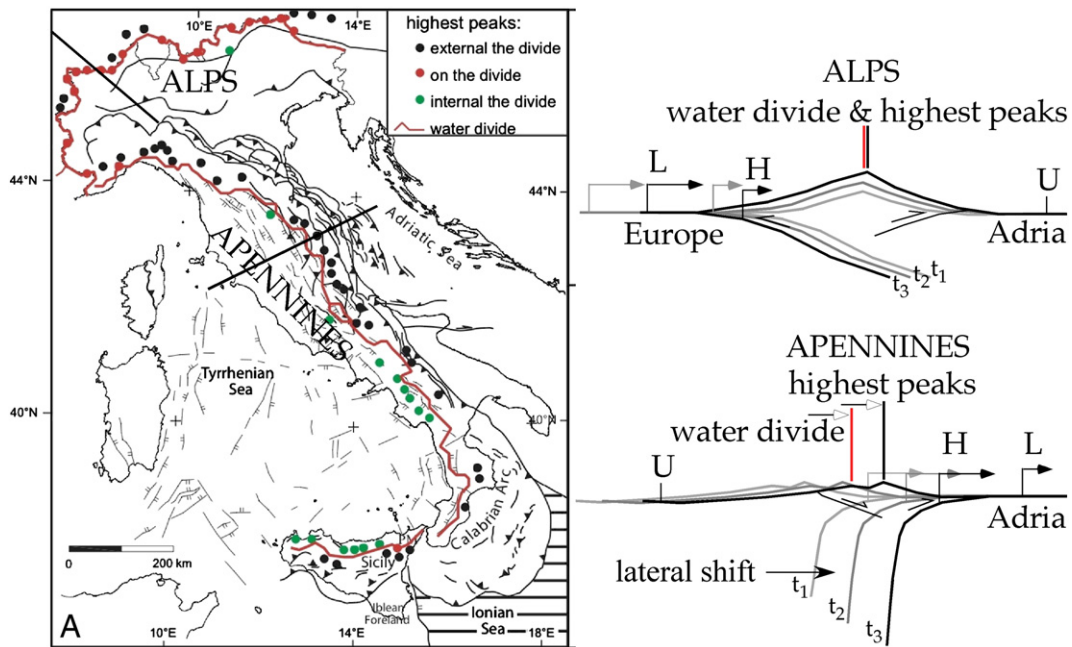 10°E
14°E
highest peaks:
external the divide
on the divide
internal the divide
water divide
ALPS
44°N
Adriatic Sea
APENNINES
Tyrrhenian
Sea
40°N
40°N
Calabrian Arc
0
200 km
Sicily
Iblean
Foreland
Ionian
Sea
A
10°E
14°E
18°E
ALPS
water divide & highest peaks
L
H
U
44°N
Europe
Adria
t3
t2
t1
APENNINES
highest peaks
water divide
U
H
L
Adria
lateral shift
t1
t2
t3